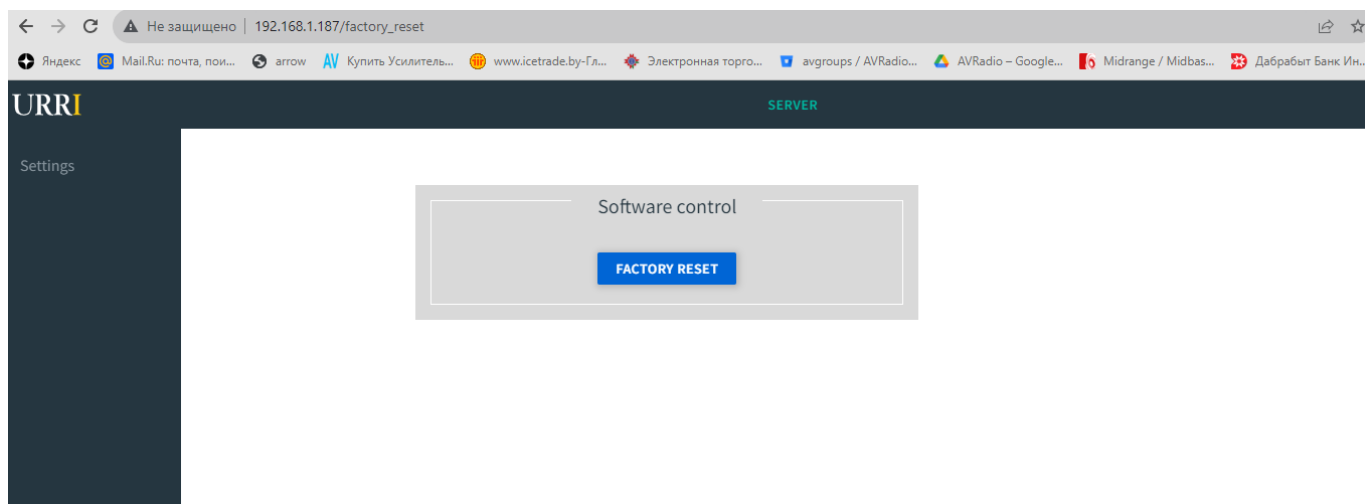 Не защищено | 192.168.1.187/factory_reset
Яндекс Mail.Ru: почта, пои... arrow Купить Усилитель... www.icetrade.by-Гл... Электронная торго... avgroups / AVRadio... AVRadio – Google... Midrange / Midbas... Дабрабыт Банк Ин...
URRI SERVER
Settings
Software control
FACTORY RESET